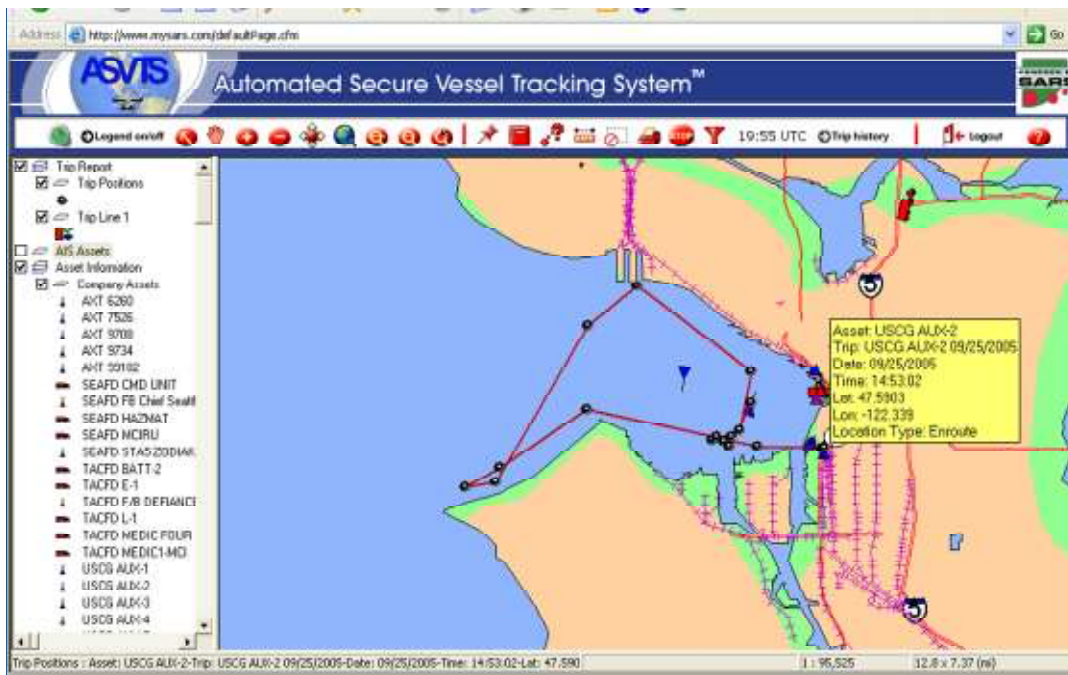 Address http://www.mysars.com/defaultPage.cfm Go
ASVTS
Automated Secure Vessel Tracking System™
SARS
Legend on/off
STOP
19:55 UTC
Trip history
Logout
Trip Report
Trip Positions
Trip Line 1
AIS Assets
Asset Information
Company Assets
AXT 6260
AXT 7526
AXT 9708
AXT 9734
AXT 99182
SEAFD CMD UNIT
SEAFD FB Chief Seattl
SEAFD HAZMAT
SEAFD MCIRU
SEAFD STA5 ZODIAK
TACFD BATT-2
TACFD E-1
TACFD F/B DEFIANCE
TACFD L-1
TACFD MEDIC FOUR
TACFD MEDIC1-MCI
USCG AUX-1
USCG AUX-2
USCG AUX-3
USCG AUX-4
5
Asset: USCG AUX-2
Trip: USCG AUX-2 09/25/2005
Date: 09/25/2005
Time: 14:53:02
Lat: 47.5903
Lon: -122.339
Location Type: Enroute
5
Trip Positions : Asset: USCG AUX-2-Trip: USCG AUX-2 09/25/2005-Date: 09/25/2005-Time: 14:53:02-Lat: 47.590
1 : 95,525
12.8 x 7.37 (mi)